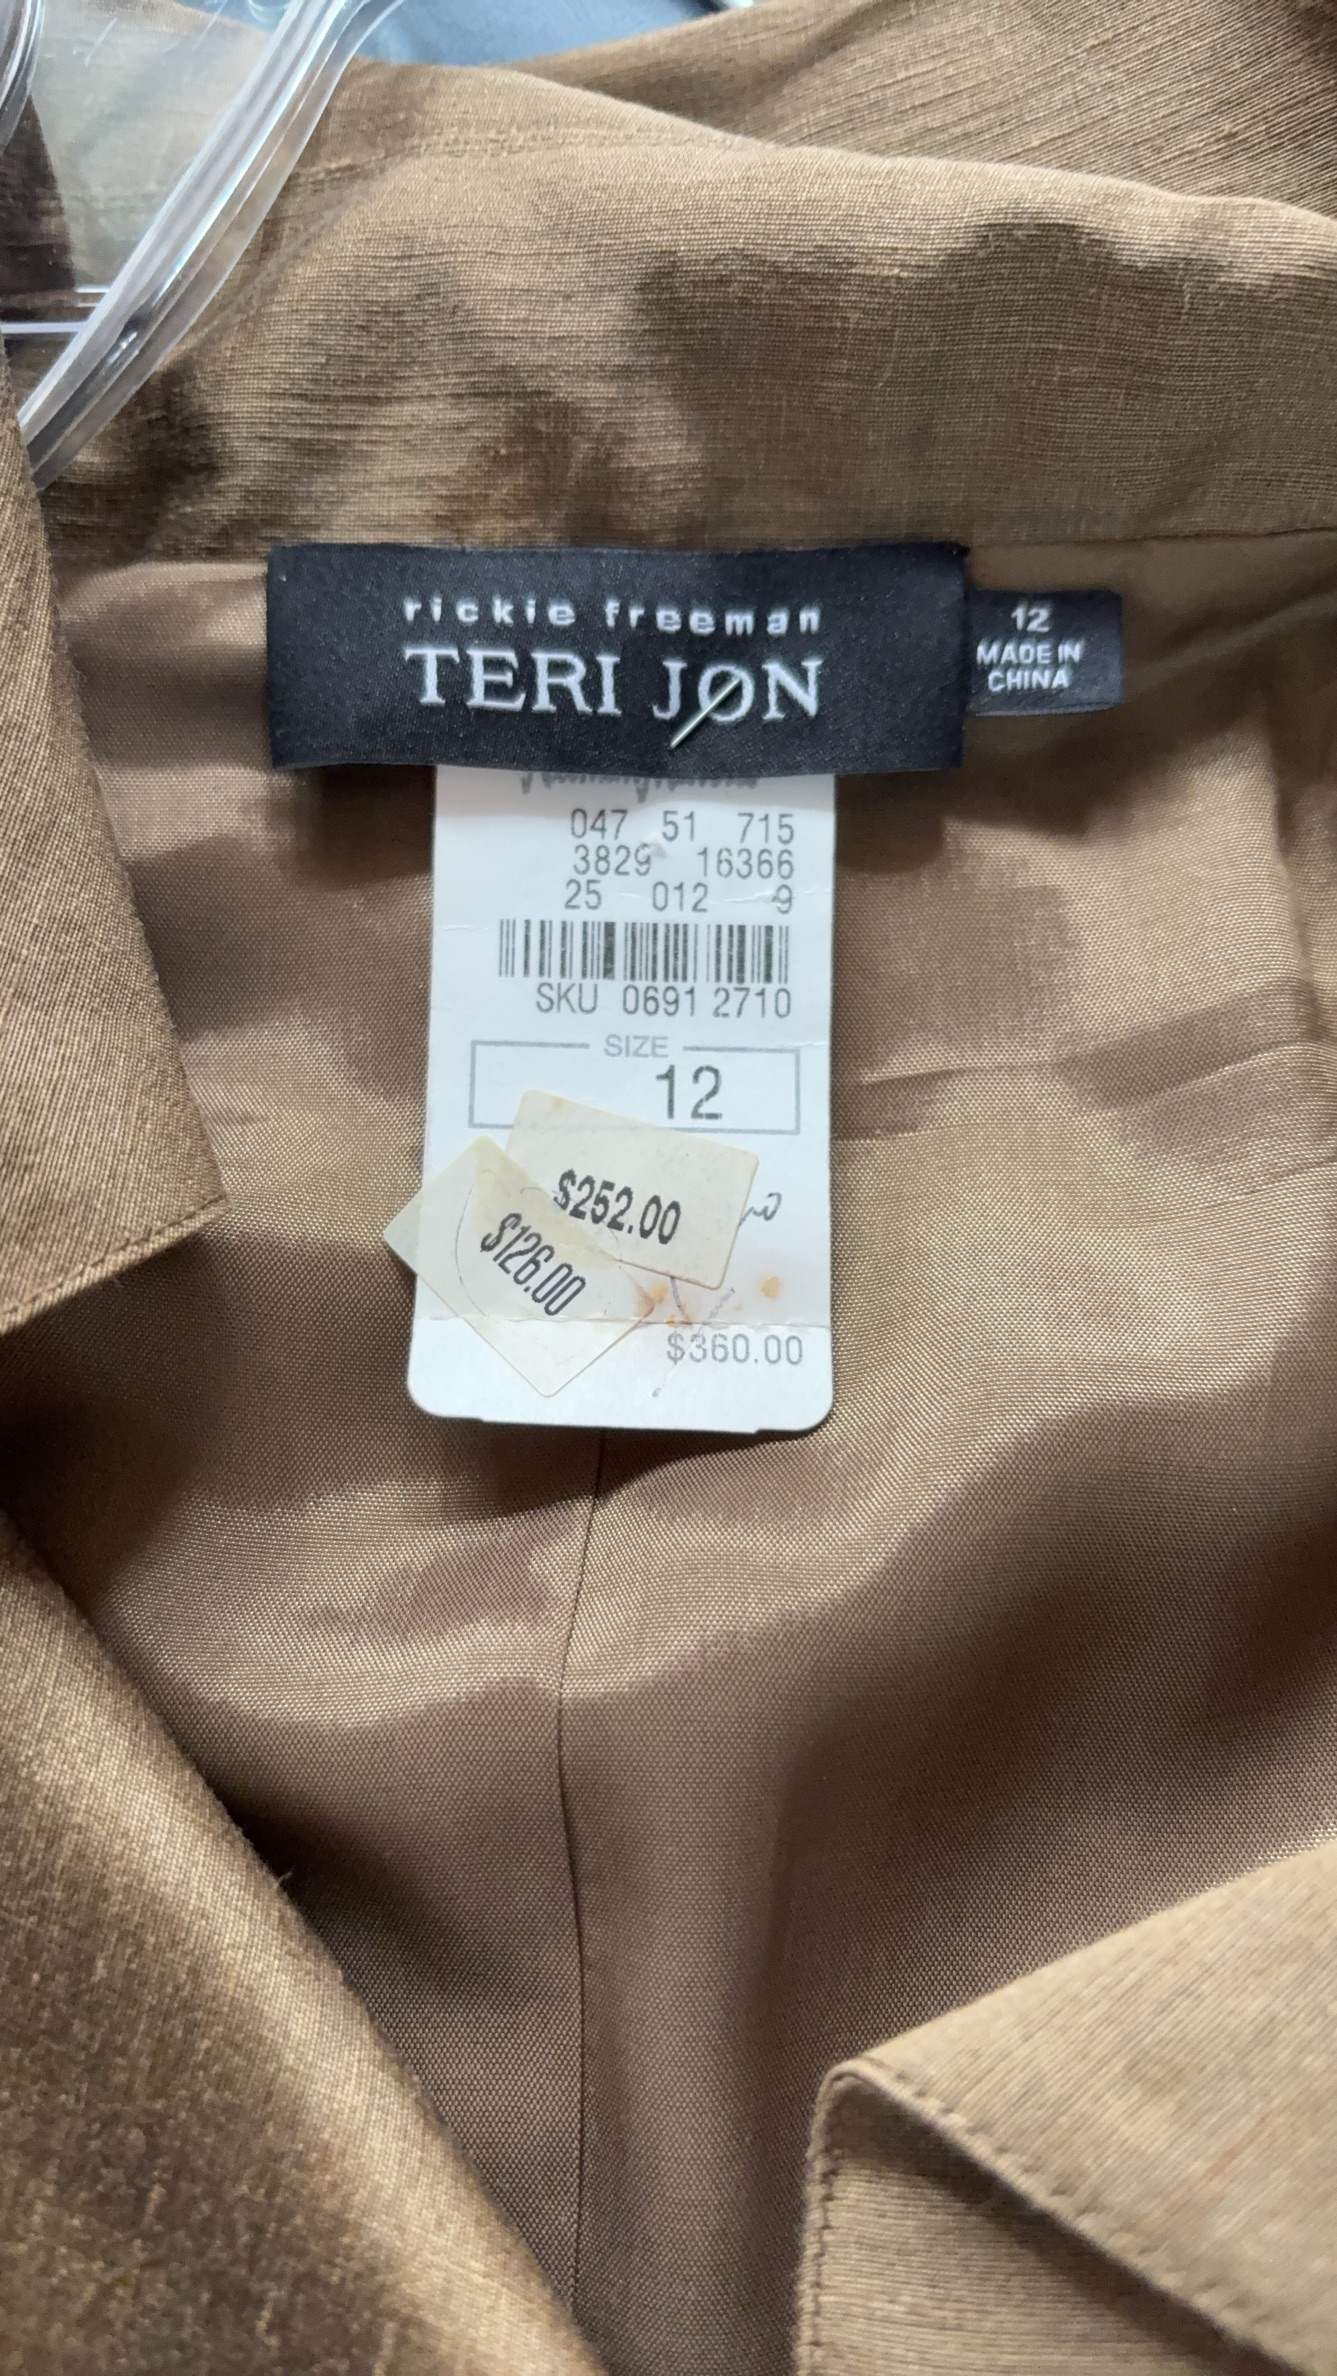 rickie freeman
TERI JON
12
MADE IN
CHINA
047 51 715
3829 16366
25 012 9
SKU 0691 2710
SIZE
12
$252.00
$126.00
$360.00